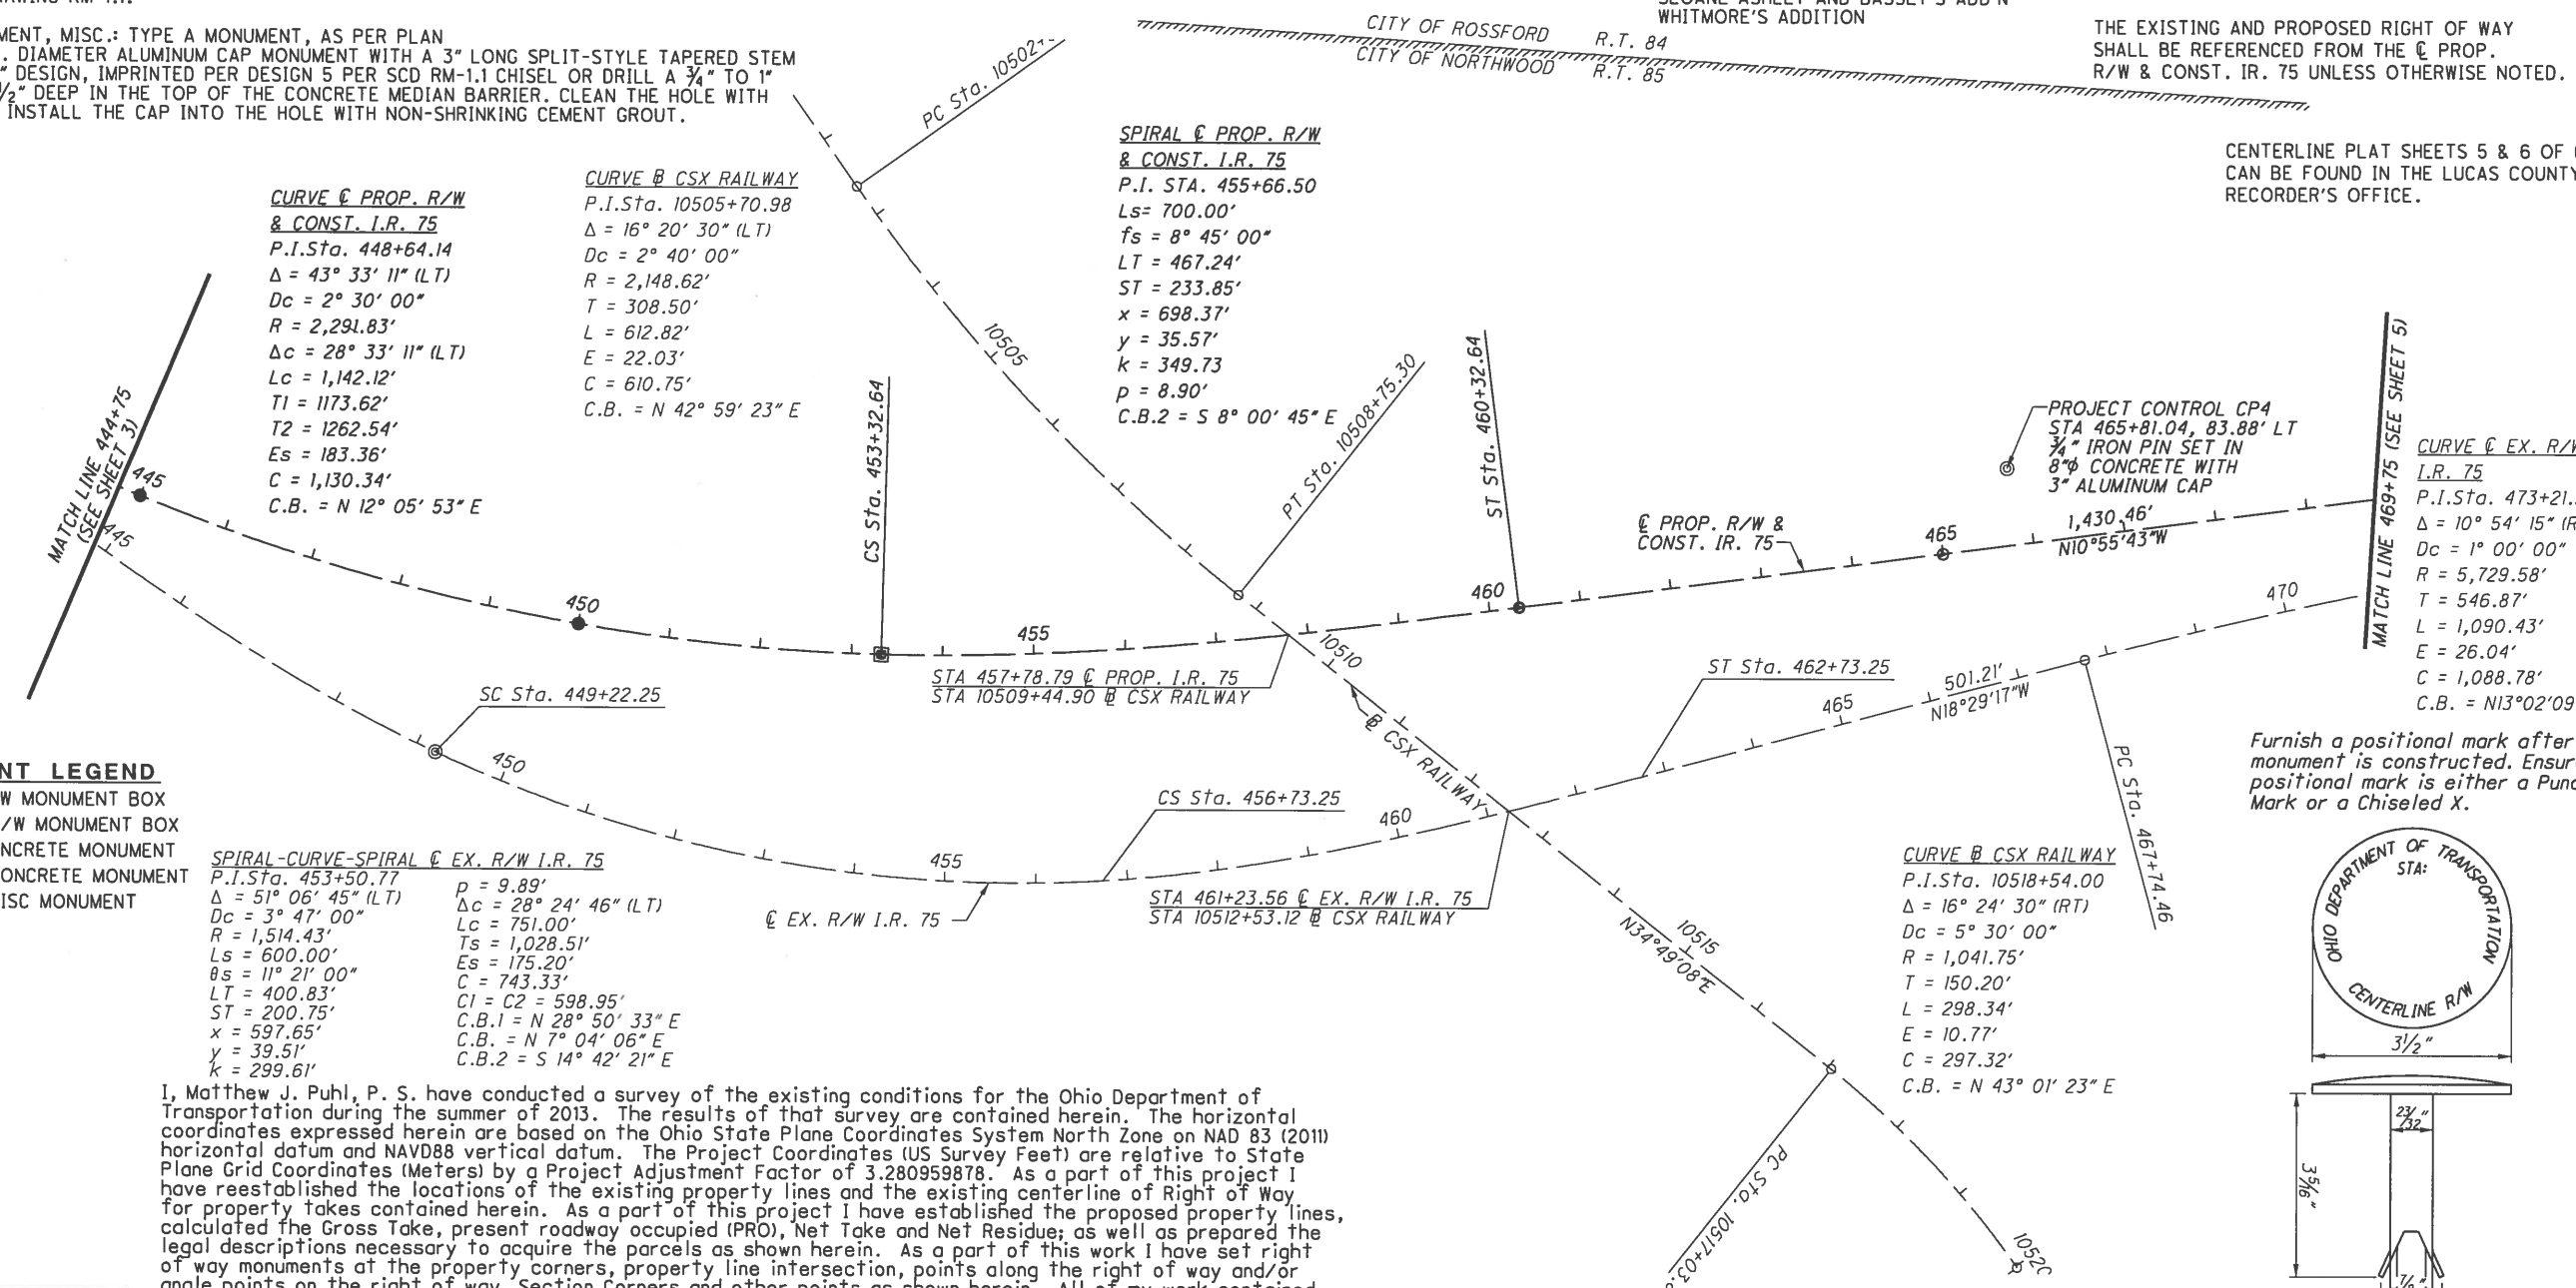 MENT, MISC.: TYPE A MONUMENT, AS PER PLAN
. DIAMETER ALUMINUM CAP MONUMENT WITH A 3" LONG SPLIT-STYLE TAPERED STEM
" DESIGN, IMPRINTED PER DESIGN 5 PER SCD RM-1.1 CHISEL OR DRILL A 3/4" TO 1"
1/2" DEEP IN THE TOP OF THE CONCRETE MEDIAN BARRIER. CLEAN THE HOLE WITH
INSTALL THE CAP INTO THE HOLE WITH NON-SHRINKING CEMENT GROUT.
CITY OF ROSSFORD R.T. 84
CITY OF NORTHWOOD R.T. 85
WHITMORE'S ADDITION
THE EXISTING AND PROPOSED RIGHT OF WAY
SHALL BE REFERENCED FROM THE ℄ PROP.
R/W & CONST. IR. 75 UNLESS OTHERWISE NOTED.
CENTERLINE PLAT SHEETS 5 & 6 OF
CAN BE FOUND IN THE LUCAS COUNTY
RECORDER'S OFFICE.
CURVE ℄ PROP. R/W
& CONST. I.R. 75
P.I.Sta. 448+64.14
Δ = 43° 33' 11" (LT)
Dc = 2° 30' 00"
R = 2,291.83'
Δc = 28° 33' 11" (LT)
Lc = 1,142.12'
T1 = 1173.62'
T2 = 1262.54'
Es = 183.36'
C = 1,130.34'
C.B. = N 12° 05' 53" E
CURVE B CSX RAILWAY
P.I.Sta. 10505+70.98
Δ = 16° 20' 30" (LT)
Dc = 2° 40' 00"
R = 2,148.62'
T = 308.50'
L = 612.82'
E = 22.03'
C = 610.75'
C.B. = N 42° 59' 23" E
PC Sta. 10502+
SPIRAL ℄ PROP. R/W
& CONST. I.R. 75
P.I. STA. 455+66.50
Ls= 700.00'
fs = 8° 45' 00"
LT = 467.24'
ST = 233.85'
x = 698.37'
y = 35.57'
k = 349.73
p = 8.90'
C.B.2 = S 8° 00' 45" E
10505
PT Sta. 10508+75.30
ST Sta. 460+32.64
CS Sta. 453+32.64
MATCH LINE 444+75
(SEE SHEET 3)
445
445
450
455
460
465
℄ PROP. R/W &
CONST. IR. 75
1,430.46'
N10°55'43"W
PROJECT CONTROL CP4
STA 465+81.04, 83.88' LT
3/4" IRON PIN SET IN
8"φ CONCRETE WITH
3" ALUMINUM CAP
MATCH LINE 469+75 (SEE SHEET 5)
CURVE ℄ EX. R/W
I.R. 75
P.I.Sta. 473+21.
Δ = 10° 54' 15" (R
Dc = 1° 00' 00"
R = 5,729.58'
T = 546.87'
L = 1,090.43'
E = 26.04'
C = 1,088.78'
C.B. = N13°02'09
STA 457+78.79 ℄ PROP. I.R. 75
STA 10509+44.90 B CSX RAILWAY
10510
B CSX RAILWAY
SC Sta. 449+22.25
450
455
460
CS Sta. 456+73.25
ST Sta. 462+73.25
465
501.21'
N18°29'17"W
470
PC Sta. 467+74.46
℄ EX. R/W I.R. 75
STA 461+23.56 ℄ EX. R/W I.R. 75
STA 10512+53.12 B CSX RAILWAY
10515
N34°49'08"E
PC Sta. 10517+03.
NT LEGEND
W MONUMENT BOX
/W MONUMENT BOX
NCRETE MONUMENT
ONCRETE MONUMENT
ISC MONUMENT
SPIRAL-CURVE-SPIRAL ℄ EX. R/W I.R. 75
P.I.Sta. 453+50.77
Δ = 51° 06' 45" (LT)
Dc = 3° 47' 00"
R = 1,514.43'
Ls = 600.00'
θs = 11° 21' 00"
LT = 400.83'
ST = 200.75'
x = 597.65'
y = 39.51'
k = 299.61'
p = 9.89'
Δc = 28° 24' 46" (LT)
Lc = 751.00'
Ts = 1,028.51'
Es = 175.20'
C = 743.33'
C1 = C2 = 598.95'
C.B.1 = N 28° 50' 33" E
C.B. = N 7° 04' 06" E
C.B.2 = S 14° 42' 21" E
CURVE B CSX RAILWAY
P.I.Sta. 10518+54.00
Δ = 16° 24' 30" (RT)
Dc = 5° 30' 00"
R = 1,041.75'
T = 150.20'
L = 298.34'
E = 10.77'
C = 297.32'
C.B. = N 43° 01' 23" E
Furnish a positional mark after
monument is constructed. Ensur
positional mark is either a Punc
Mark or a Chiseled X.
OHIO DEPARTMENT OF TRANSPORTATION
STA:
CENTERLINE R/W
3 1/2"
23/32"
3 5/16"
I, Matthew J. Puhl, P. S. have conducted a survey of the existing conditions for the Ohio Department of
Transportation during the summer of 2013. The results of that survey are contained herein. The horizontal
coordinates expressed herein are based on the Ohio State Plane Coordinates System North Zone on NAD 83 (2011)
horizontal datum and NAVD88 vertical datum. The Project Coordinates (US Survey Feet) are relative to State
Plane Grid Coordinates (Meters) by a Project Adjustment Factor of 3.280959878. As a part of this project I
have reestablished the locations of the existing property lines and the existing centerline of Right of Way
for property takes contained herein. As a part of this project I have established the proposed property lines,
calculated the Gross Take, present roadway occupied (PRO), Net Take and Net Residue; as well as prepared the
legal descriptions necessary to acquire the parcels as shown herein. As a part of this work I have set right
of way monuments at the property corners, property line intersection, points along the right of way and/or